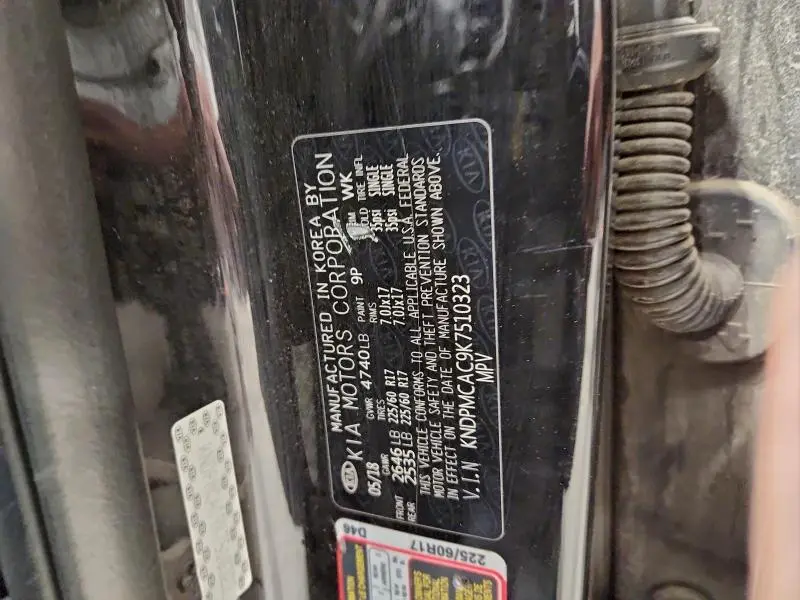 MANUFACTURED IN KOREA BY
KIA KIA MOTORS CORPORATION
05/18 GVWR 4740LB PAINT 9P WK
GAWR TIRES RIMS COLD TIRE INFL
FRONT 2646LB 225/60 R17 7.0Jx17 35psi SINGLE
REAR 2535LB 225/60 R17 7.0Jx17 35psi SINGLE
THIS VEHICLE CONFORMS TO ALL APPLICABLE U.S.A. FEDERAL
MOTOR VEHICLE SAFETY AND THEFT PREVENTION STANDARDS
IN EFFECT ON THE DATE OF MANUFACTURE SHOWN ABOVE.
V.I.N KNDPMCAC9K7510323
MPV
D46
225/60R17